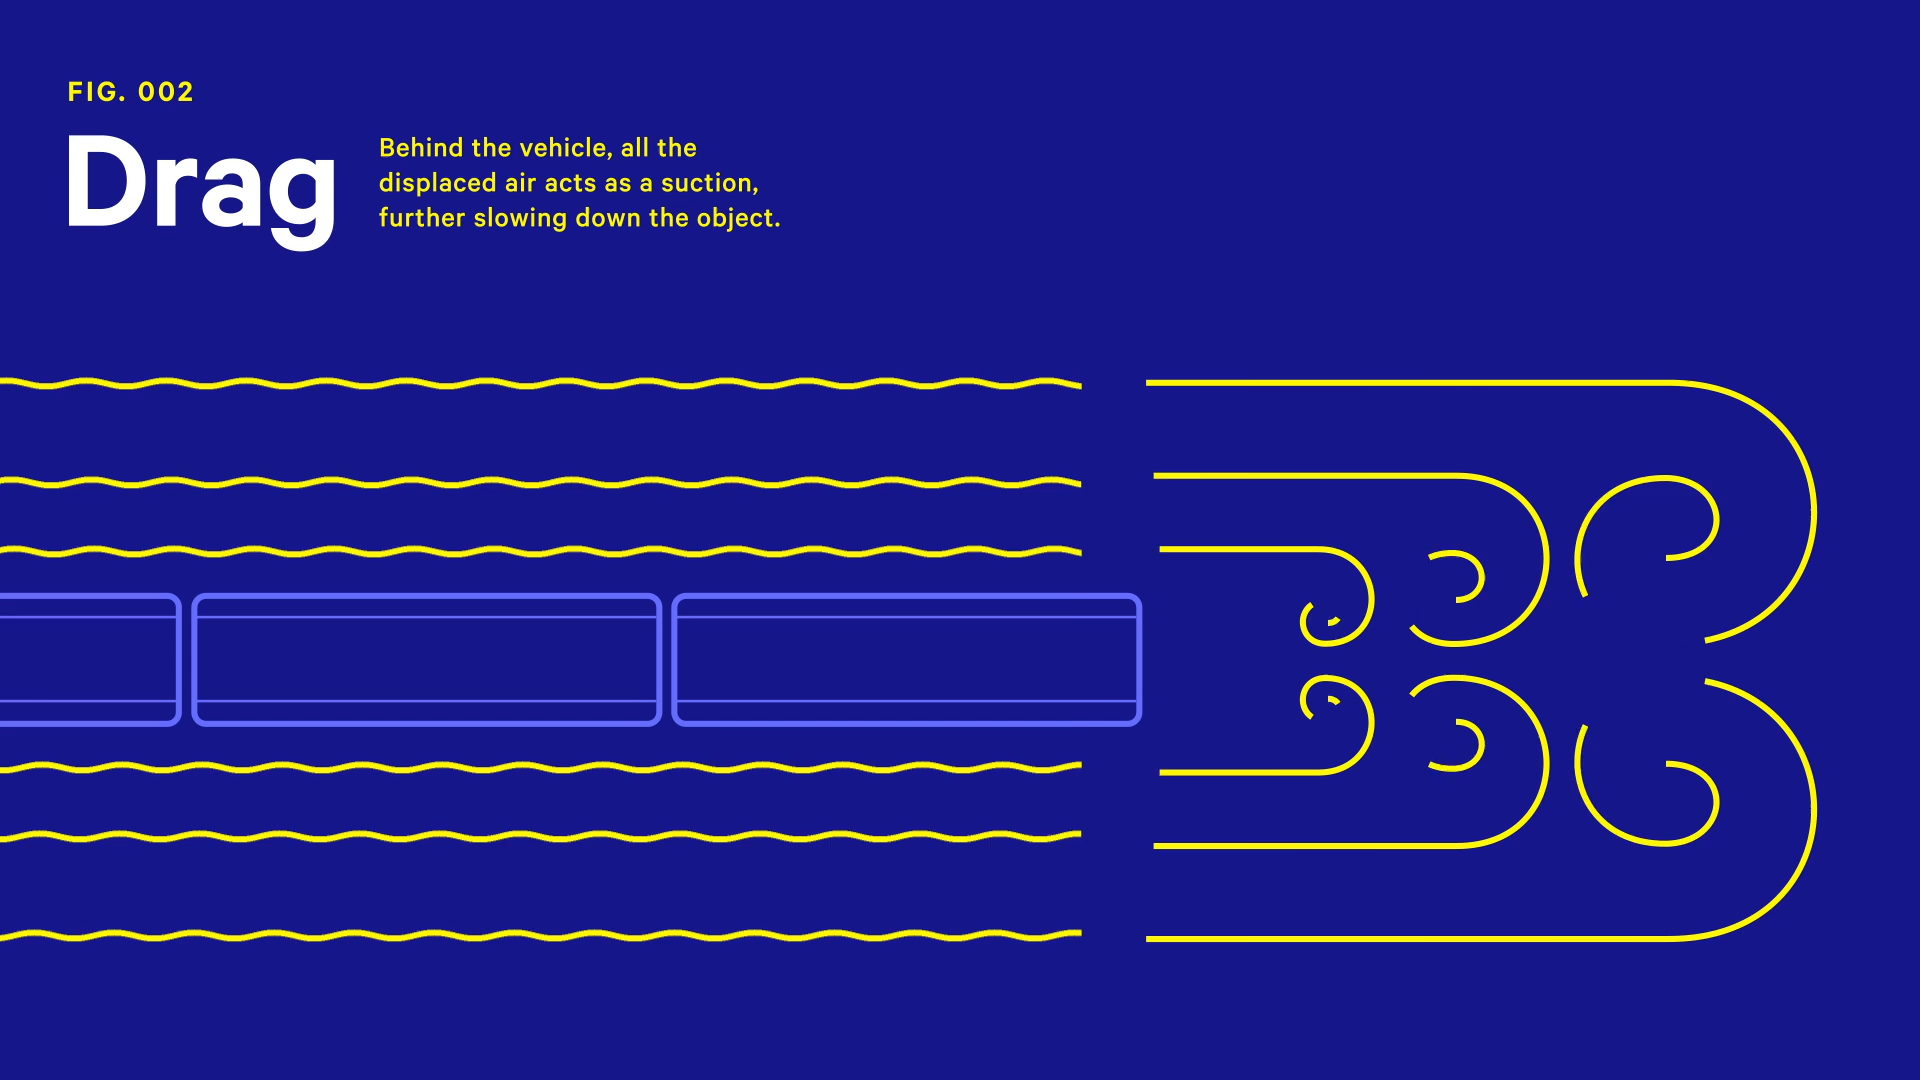 FIG. 002
Drag
Behind the vehicle, all the
displaced air acts as a suction,
further slowing down the object.